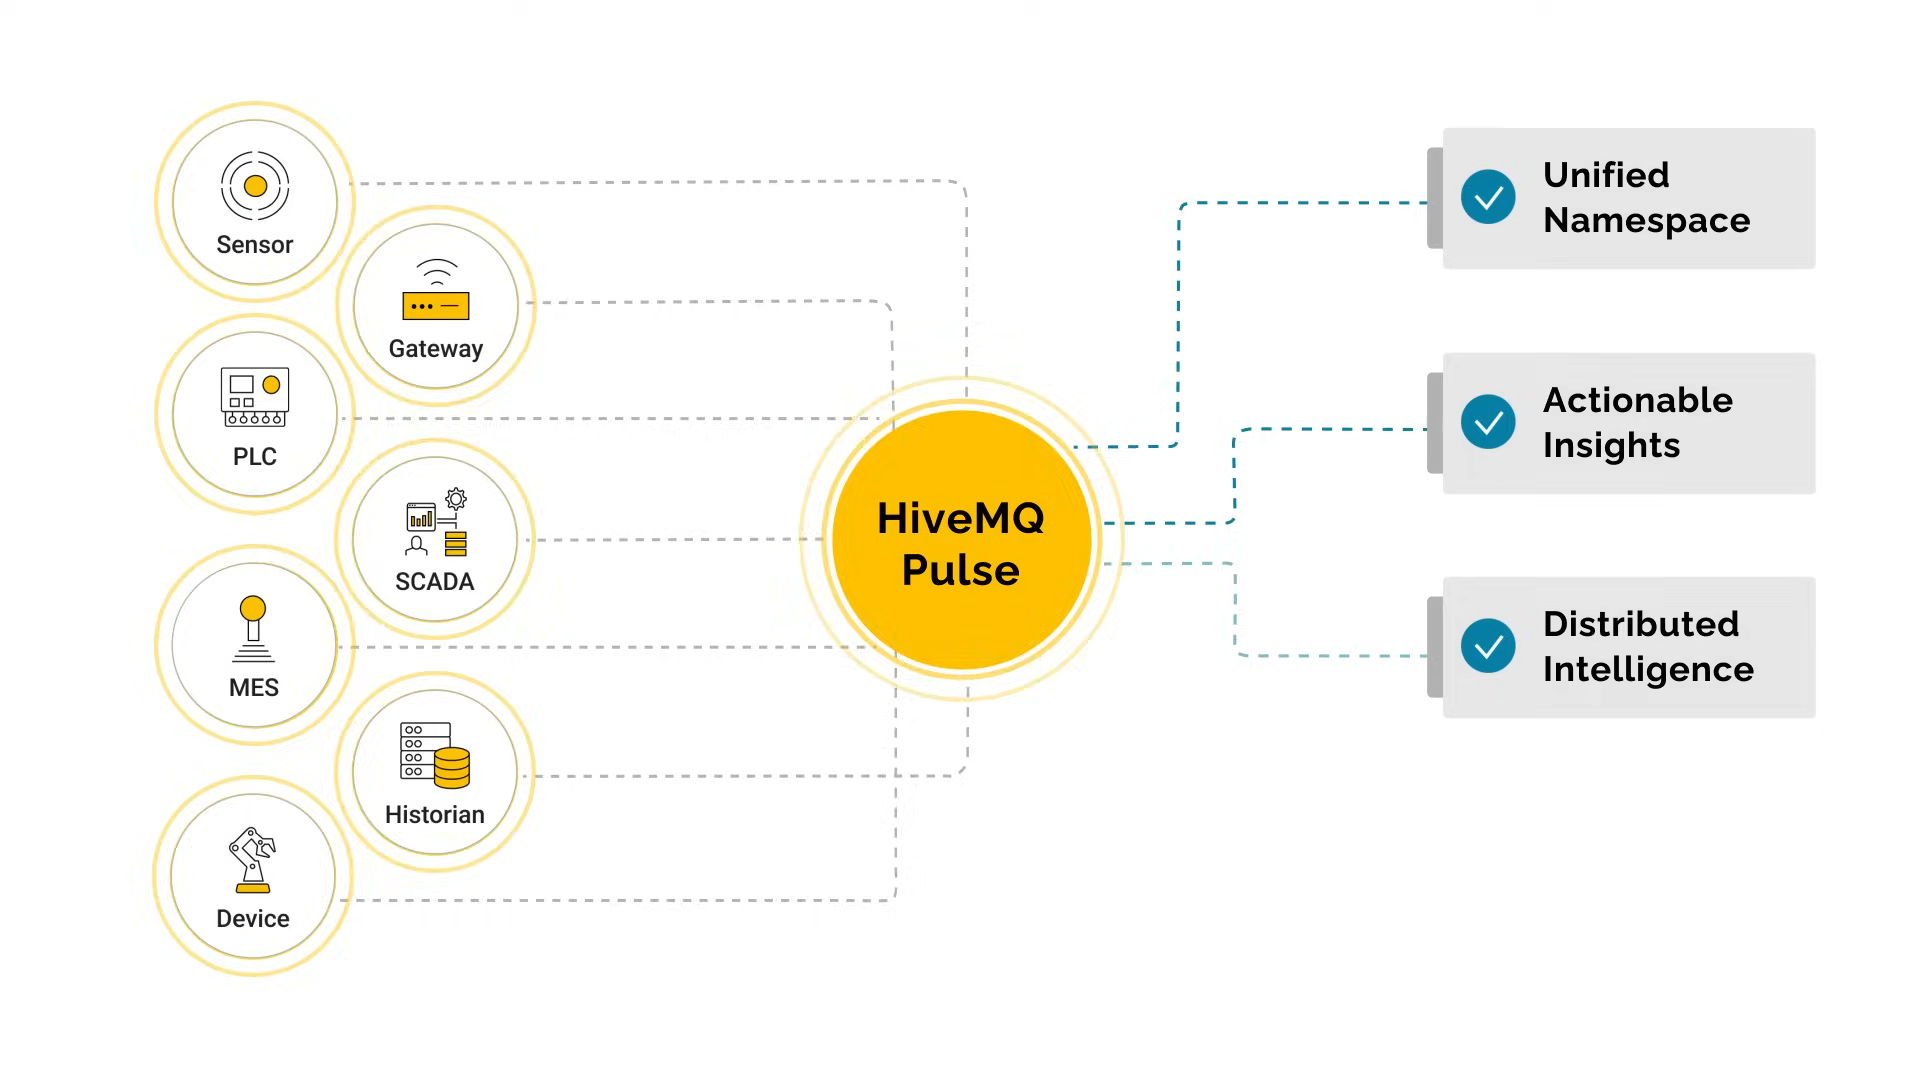 Sensor
Gateway
PLC
SCADA
MES
Historian
Device
HiveMQ
Pulse
Unified
Namespace
Actionable
Insights
Distributed
Intelligence